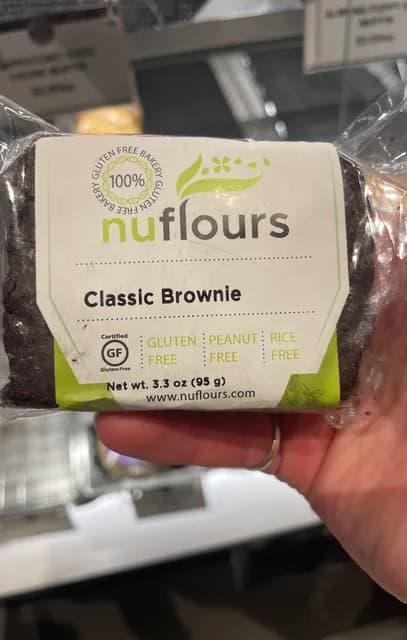 100%
GLUTEN FREE BAKERY GLUTEN FREE BAKERY
nuflours
Classic Brownie
Certified
GF
Gluten-Free
GLUTEN
FREE
PEANUT
FREE
RICE
FREE
Net wt. 3.3 oz (95 g)
www.nuflours.com